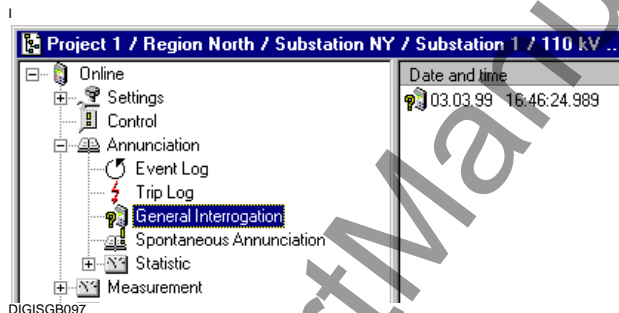 Project 1 / Region North / Substation NY / Substation 1 / 110 kV ...
Online
Settings
Control
Annunciation
Event Log
Trip Log
General Interrogation
Spontaneous Annunciation
Statistic
Measurement
Date and time
03.03.99 16:46:24.989
DIGISGB097